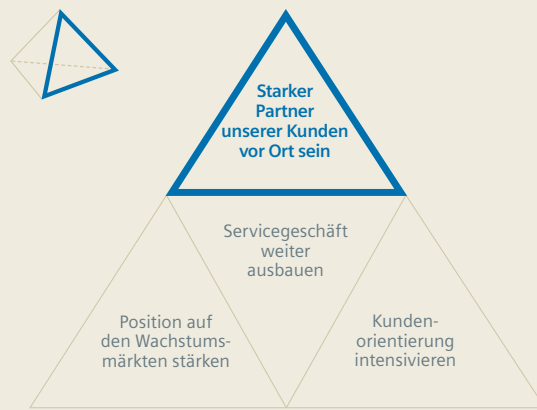 Starker
Partner
unserer Kunden
vor Ort sein
Servicegeschäft
weiter
ausbauen
Position auf
den Wachstums-
märkten stärken
Kunden-
orientierung
intensivieren